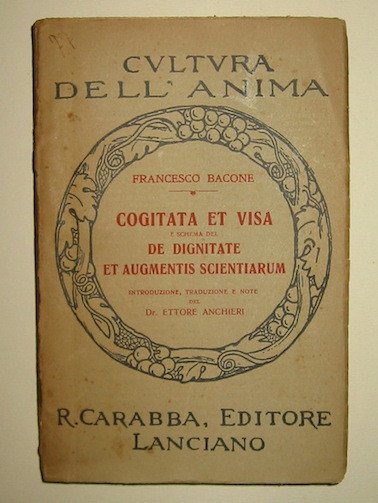 CVLTVRA
DELL' ANIMA
FRANCESCO BACONE
COGITATA ET VISA
E SCHEMA DEL
DE DIGNITATE
ET AUGMENTIS SCIENTIARUM
INTRODUZIONE, TRADUZIONE E NOTE
DEL
Dr. ETTORE ANCHIERI
R. CARABBA, EDITORE
LANCIANO